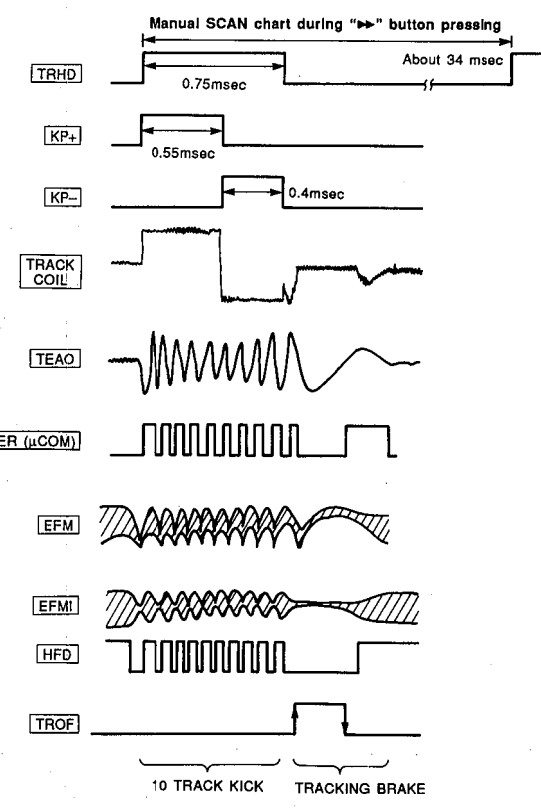 Manual SCAN chart during "▶▶" button pressing
About 34 msec
TRHD
0.75msec
KP+
0.55msec
KP−
0.4msec
TRACK
COIL
TEAO
ER (μCOM)
EFM
EFMI
HFD
TROF
10 TRACK KICK
TRACKING BRAKE